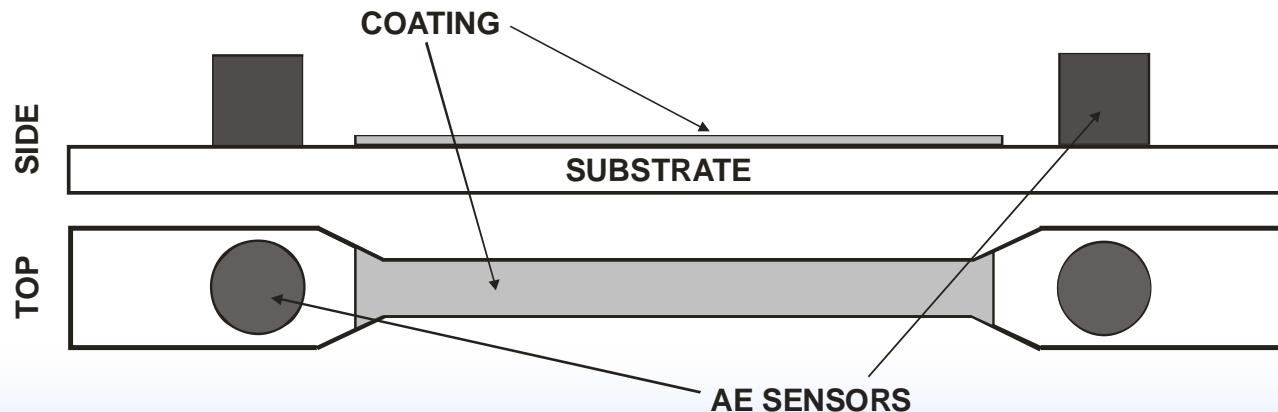 COATING
SIDE
SUBSTRATE
TOP
AE SENSORS